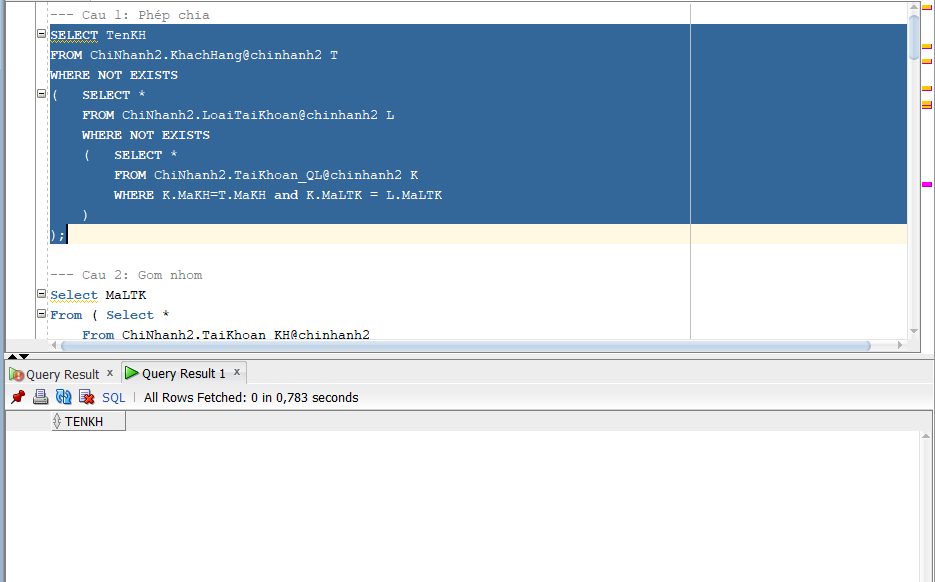 --- Cau 1: Phép chia
SELECT TenKH
FROM ChiNhanh2.KhachHang@chinhanh2 T
WHERE NOT EXISTS
(   SELECT *
    FROM ChiNhanh2.LoaiTaiKhoan@chinhanh2 L
    WHERE NOT EXISTS
    (   SELECT *
        FROM ChiNhanh2.TaiKhoan_QL@chinhanh2 K
        WHERE K.MaKH=T.MaKH and K.MaLTK = L.MaLTK
    )
);
--- Cau 2: Gom nhom
Select MaLTK
From ( Select *
    From ChiNhanh2.TaiKhoan_KH@chinhanh2
Query Result x Query Result 1 x
SQL | All Rows Fetched: 0 in 0,783 seconds
TENKH